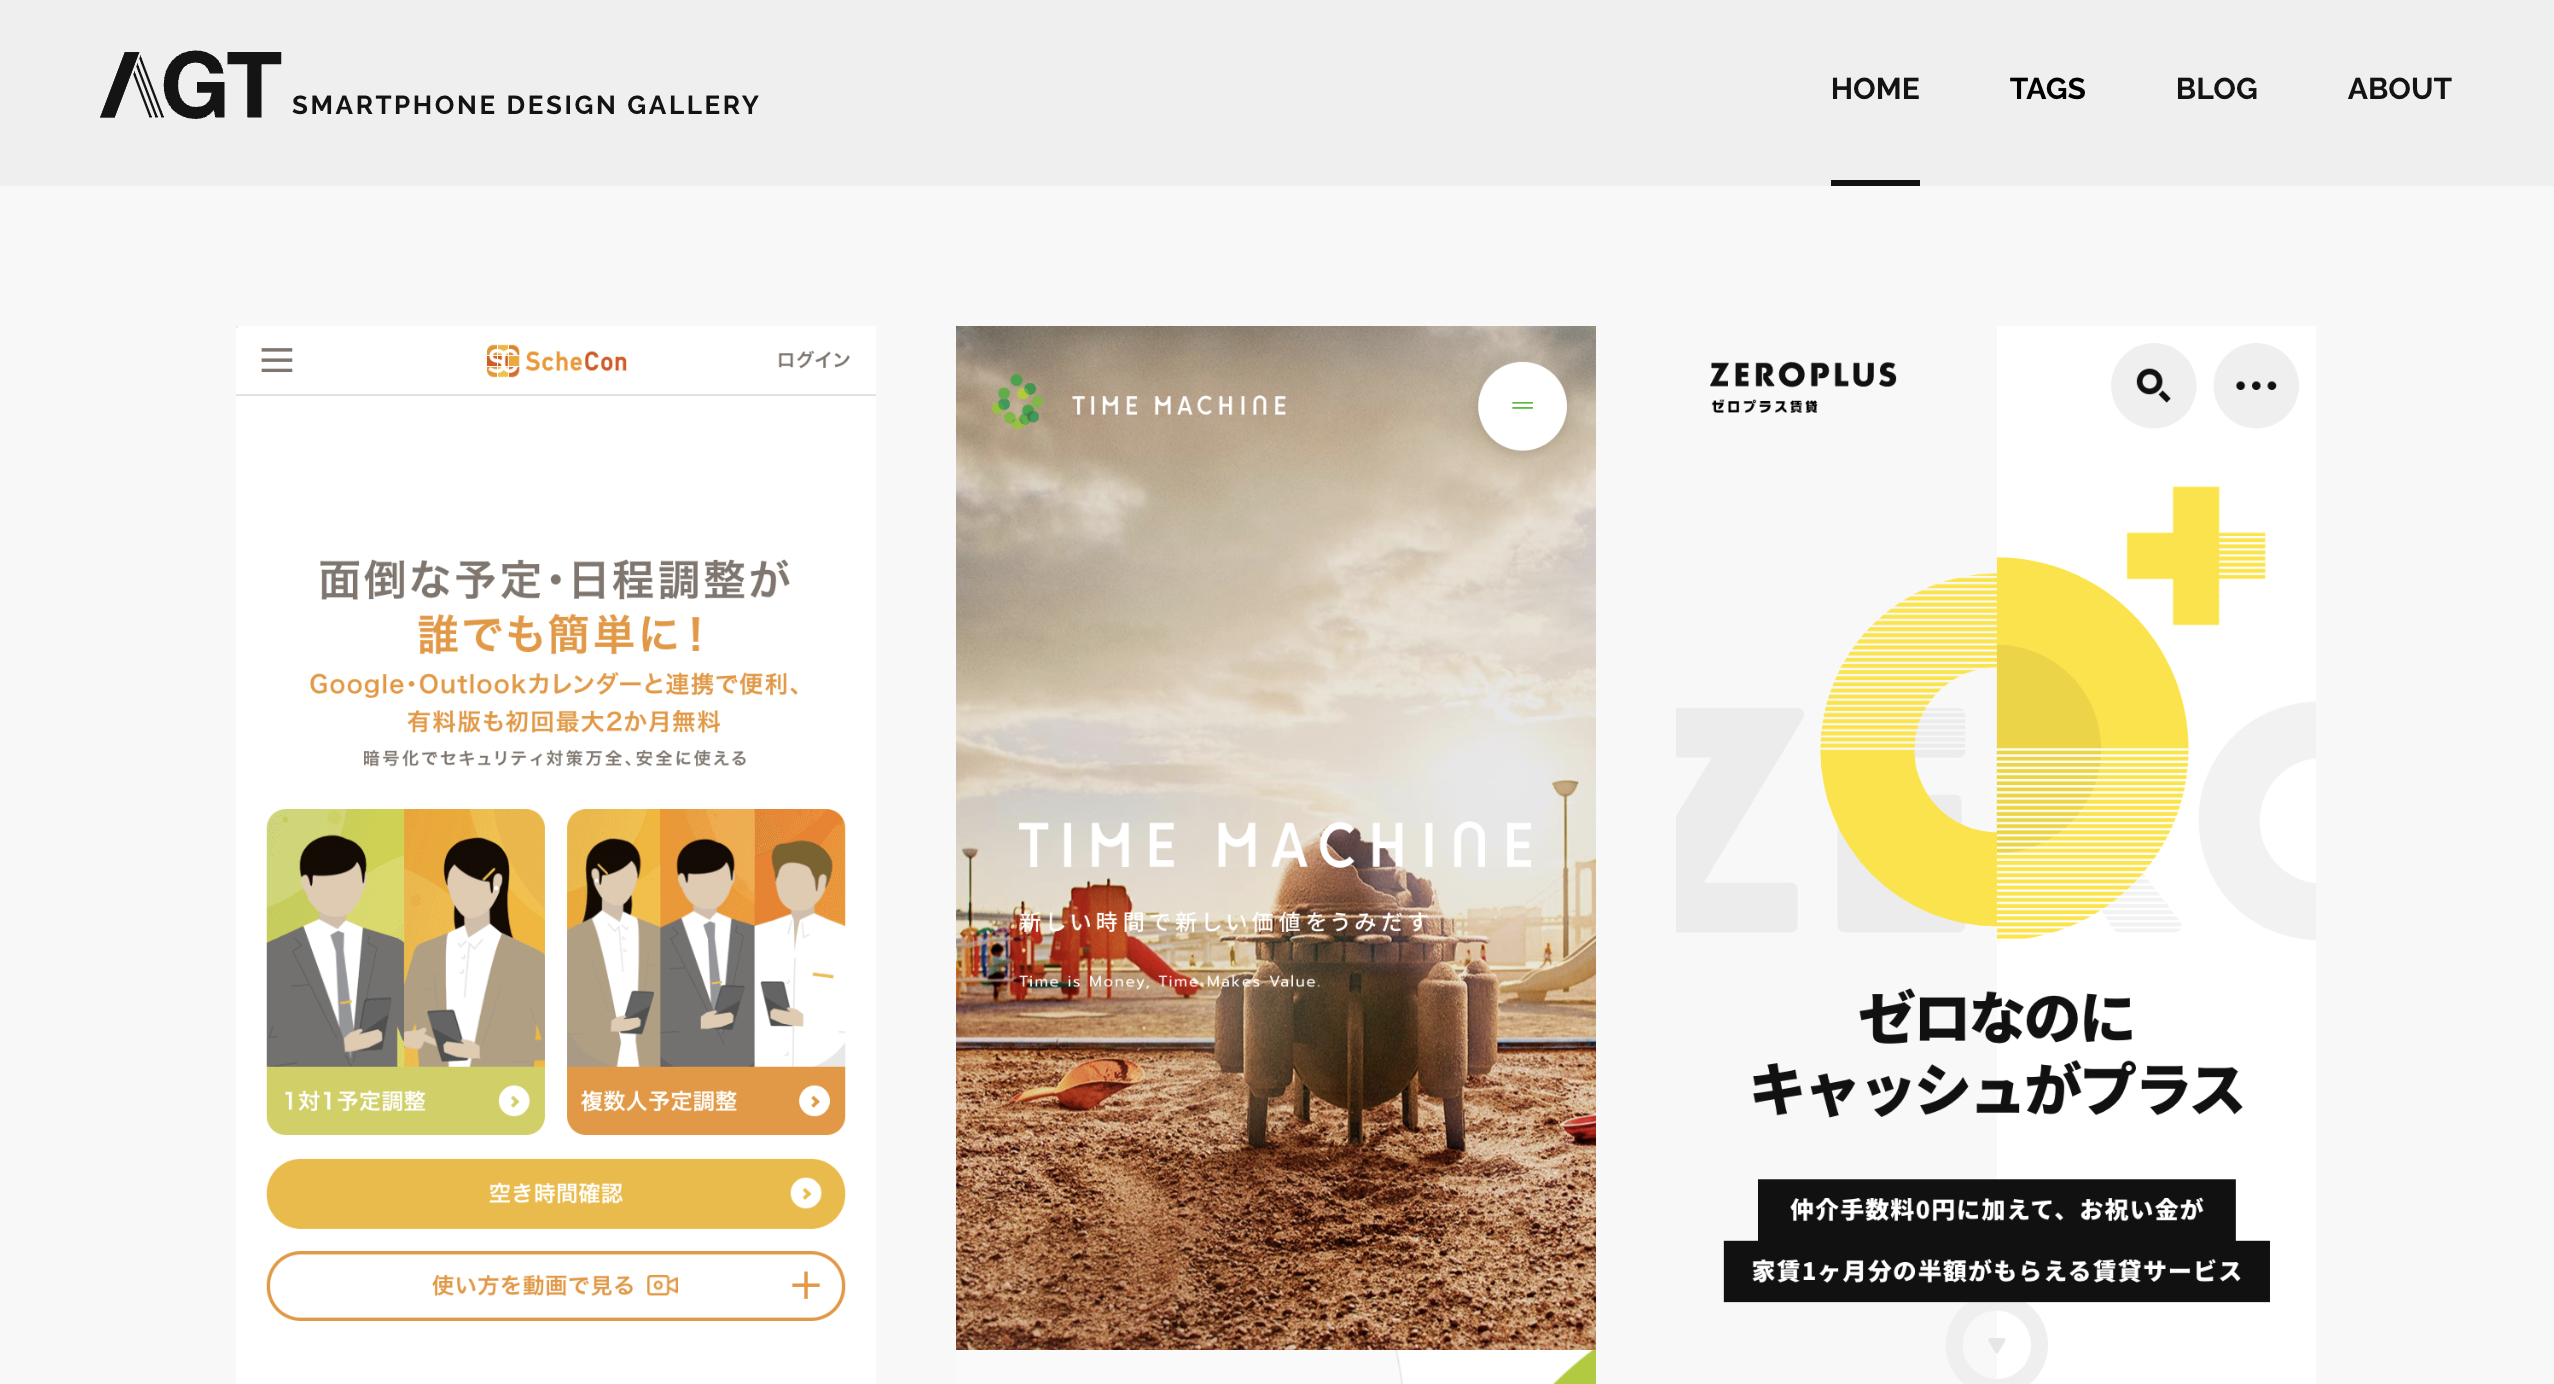 AGT SMARTPHONE DESIGN GALLERY
HOME TAGS BLOG ABOUT
ScheCon
ログイン
面倒な予定・日程調整が
誰でも簡単に！
Google・Outlookカレンダーと連携で便利、
有料版も初回最大2か月無料
暗号化でセキュリティ対策万全、安全に使える
1対1予定調整
複数人予定調整
空き時間確認
使い方を動画で見る
TIME MACHINE
TIME MACHINE
新しい時間で新しい価値をうみだす
Time is Money, Time Makes Value.
ZEROPLUS
ゼロプラス賃貸
ZERO
ゼロなのに
キャッシュがプラス
仲介手数料0円に加えて、お祝い金が
家賃1ヶ月分の半額がもらえる賃貸サービス